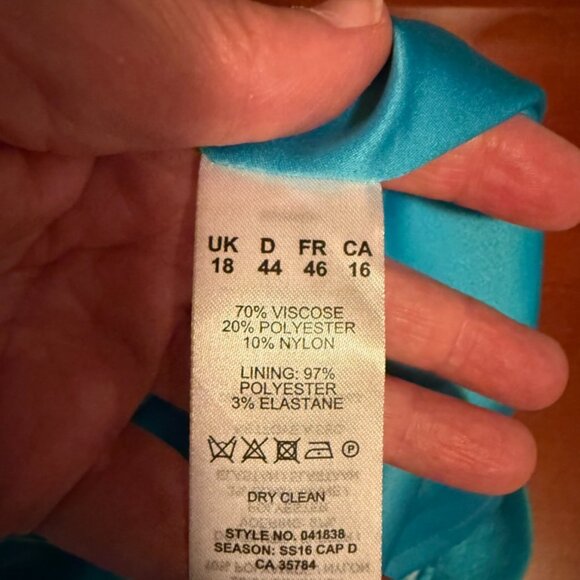 UK D FR CA
18 44 46 16
70% VISCOSE
20% POLYESTER
10% NYLON
LINING: 97%
POLYESTER
3% ELASTANE
P
DRY CLEAN
STYLE NO. 041838
SEASON: SS16 CAP D
CA 35784